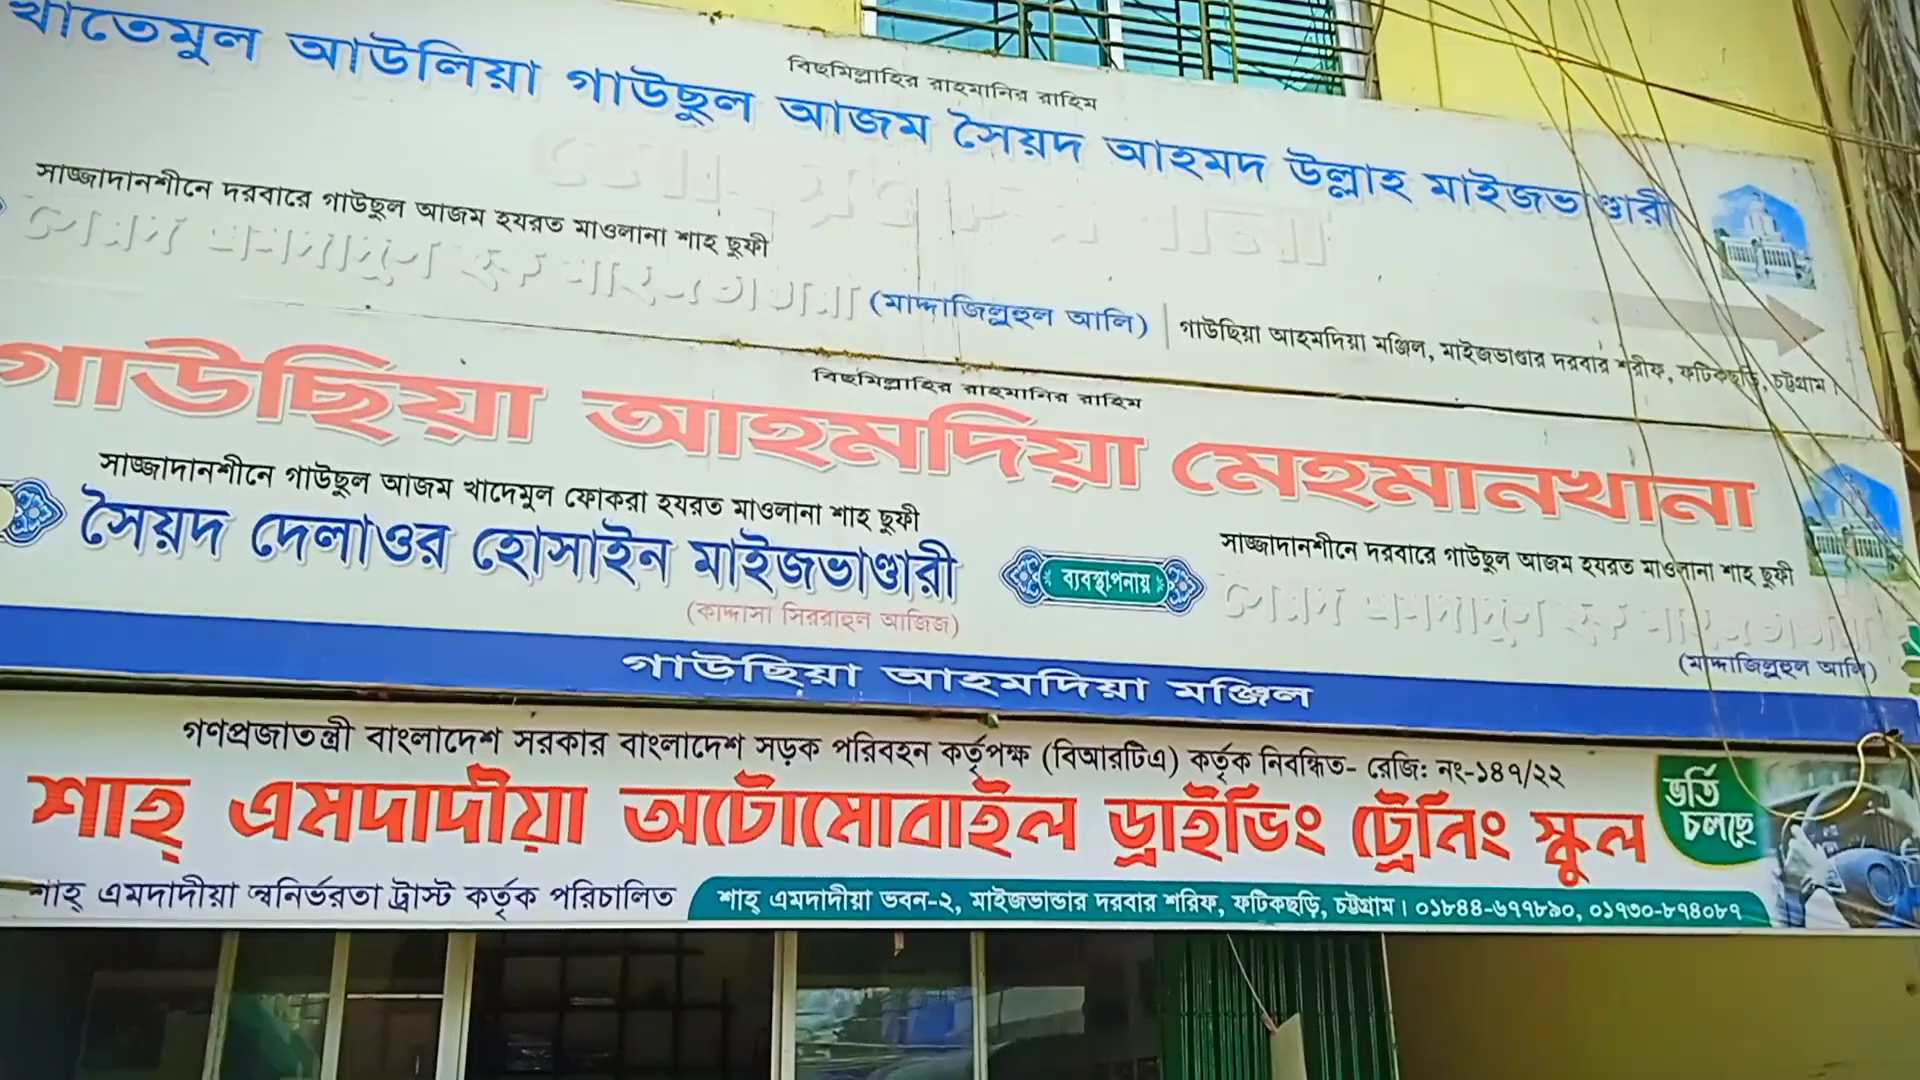 বিছমিল্লাহির রাহমানির রাহিম
খাতেমুল আউলিয়া গাউছুল আজম সৈয়দ আহমদ উল্লাহ মাইজভাণ্ডারী
সাজ্জাদানশীনে দরবারে গাউছুল আজম হযরত মাওলানা শাহ ছুফী
(মাদ্দাজিলুহুল আলি)
গাউছিয়া আহমদিয়া মঞ্জিল, মাইজভাণ্ডার দরবার শরীফ, ফটিকছড়ি, চট্টগ্রাম।
বিছমিল্লাহির রাহমানির রাহিম
গাউছিয়া আহমদিয়া মেহমানখানা
সাজ্জাদানশীনে গাউছুল আজম খাদেমুল ফোকরা হযরত মাওলানা শাহ ছুফী
সৈয়দ দেলাওর হোসাইন মাইজভাণ্ডারী
(কাদ্দাসা সিররাহুল আজিজ)
ব্যবস্থাপনায়
সাজ্জাদানশীনে দরবারে গাউছুল আজম হযরত মাওলানা শাহ ছুফী
(মাদ্দাজিলুহুল আলি)
গাউছিয়া আহমদিয়া মঞ্জিল
গণপ্রজাতন্ত্রী বাংলাদেশ সরকার বাংলাদেশ সড়ক পরিবহন কর্তৃপক্ষ (বিআরটিএ) কর্তৃক নিবন্ধিত- রেজি: নং-১৪৭/২২
শাহ্ এমদাদীয়া অটোমোবাইল ড্রাইভিং ট্রেনিং স্কুল
ভর্তি
চলছে
শাহ্ এমদাদীয়া স্বনির্ভরতা ট্রাস্ট কর্তৃক পরিচালিত
শাহ্ এমদাদীয়া ভবন-২, মাইজভান্ডার দরবার শরিফ, ফটিকছড়ি, চট্টগ্রাম। ০১৮৪৪-৬৭৭৮৯০, ০১৭৩০-৮৭৪০৮৭